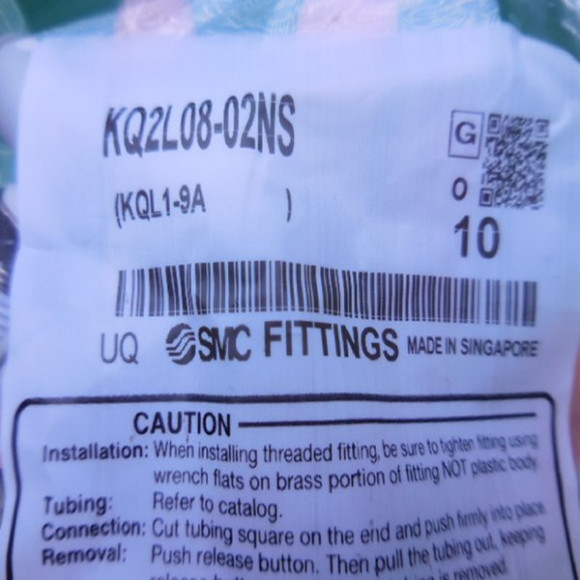 KQ2L08-02NS
G
(KQL1-9A )
0
10
UQ SMC FITTINGS MADE IN SINGAPORE
CAUTION
Installation: When installing threaded fitting, be sure to tighten fitting using
wrench flats on brass portion of fitting NOT plastic body.
Tubing: Refer to catalog.
Connection: Cut tubing square on the end and push firmly into place.
Removal: Push release button. Then pull the tubing out, keeping
release is removed.